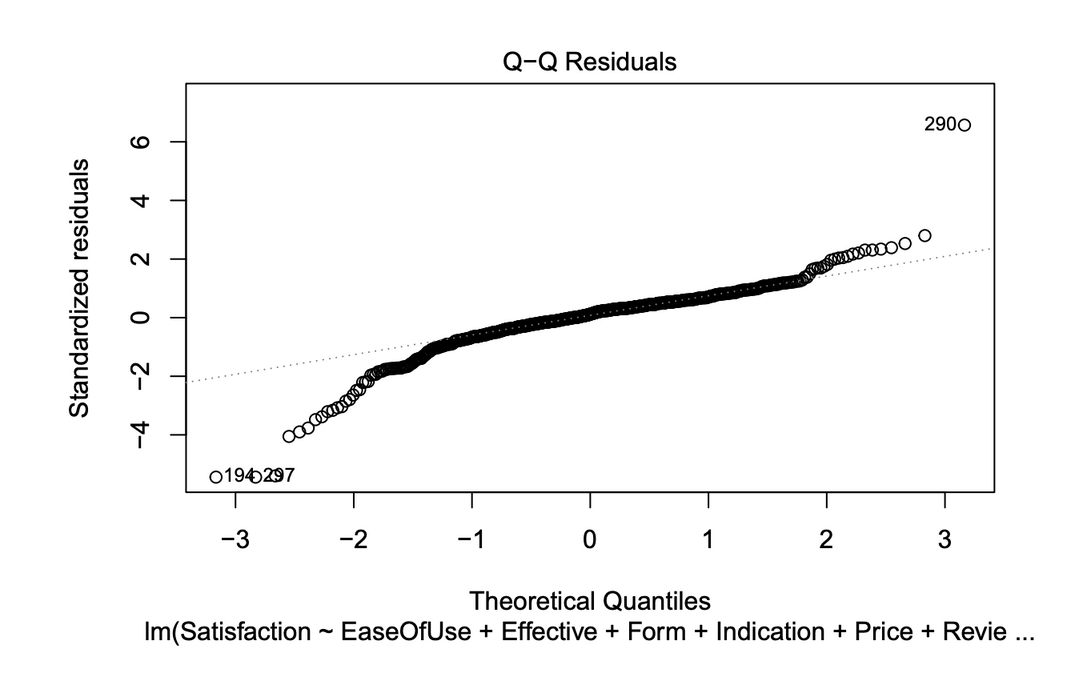 Q−Q Residuals
Standardized residuals
6
4
2
0
−2
−4
290
194
297
−3 −2 −1 0 1 2 3
Theoretical Quantiles
lm(Satisfaction ~ EaseOfUse + Effective + Form + Indication + Price + Revie ...